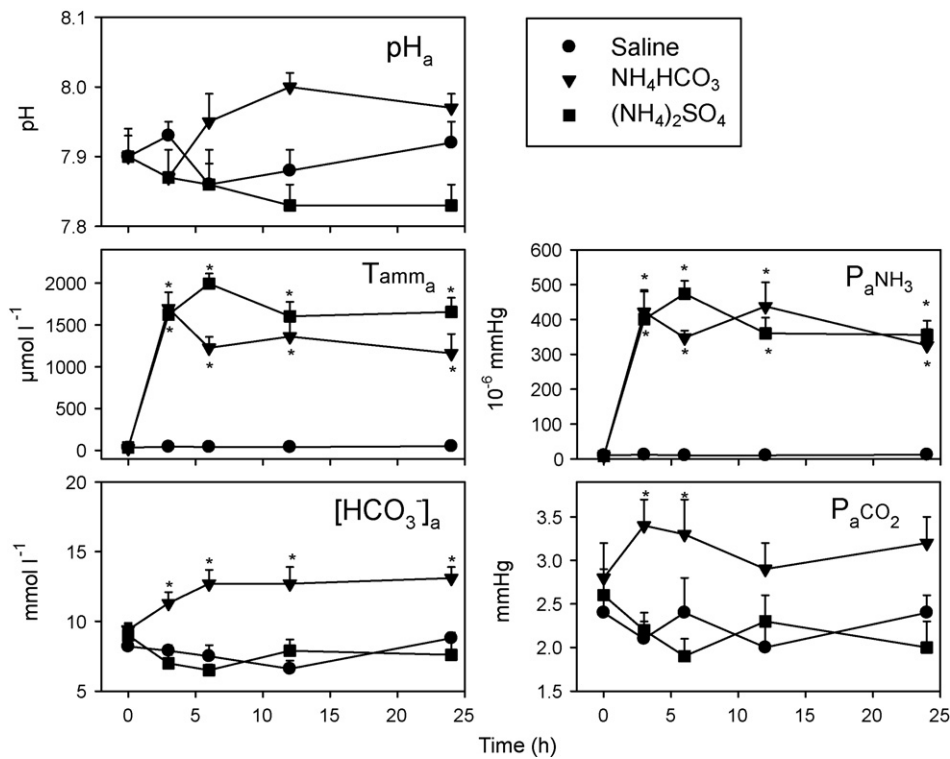 pHₐ
pH
8.1
8.0
7.9
7.8
Saline
NH₄HCO₃
(NH₄)₂SO₄
Tammₐ
μmol l⁻¹
2000
1500
1000
500
0
* * * *
* * * *
PₐNH₃
10⁻⁶ mmHg
600
500
400
300
200
100
0
* * * *
* * * *
[HCO₃⁻]ₐ
mmol l⁻¹
20
15
10
5
* * * *
0 5 10 15 20 25
PₐCO₂
mmHg
3.5
3.0
2.5
2.0
1.5
* *
0 5 10 15 20 25
Time (h)